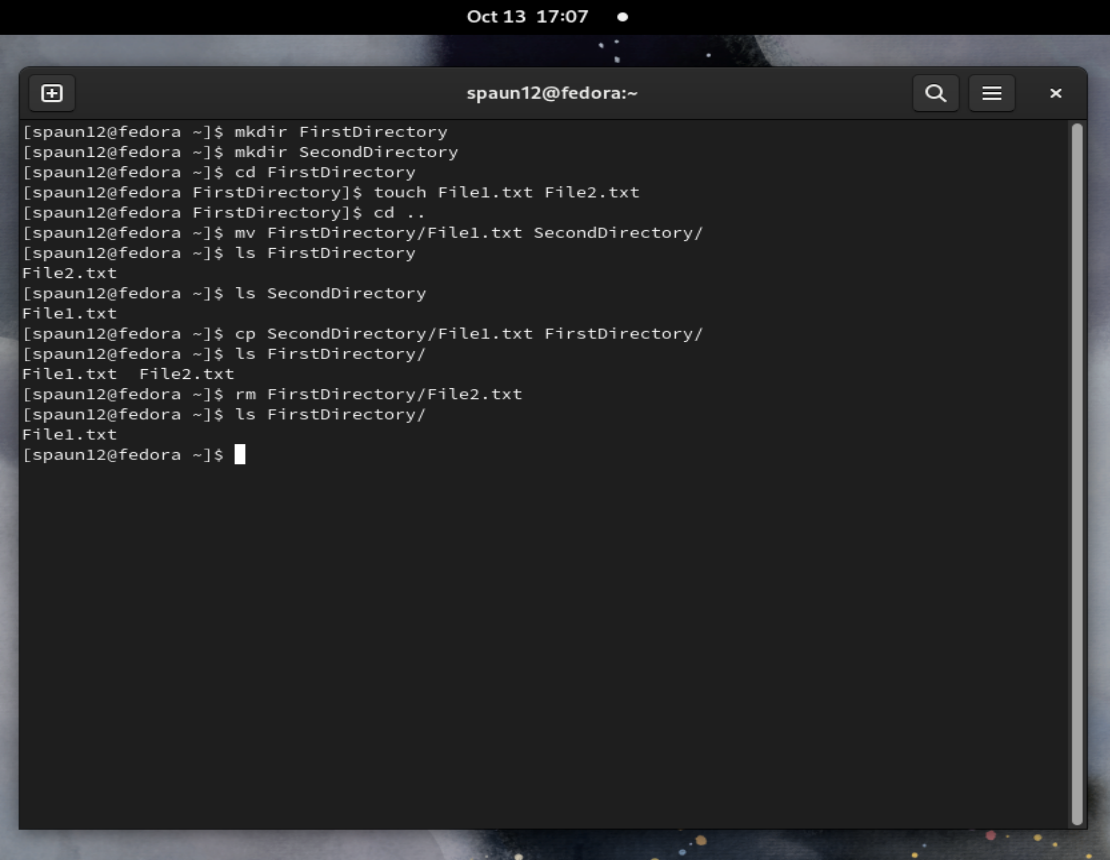 Oct 13 17:07
spaun12@fedora:~
[spaun12@fedora ~]$ mkdir FirstDirectory
[spaun12@fedora ~]$ mkdir SecondDirectory
[spaun12@fedora ~]$ cd FirstDirectory
[spaun12@fedora FirstDirectory]$ touch File1.txt File2.txt
[spaun12@fedora FirstDirectory]$ cd ..
[spaun12@fedora ~]$ mv FirstDirectory/File1.txt SecondDirectory/
[spaun12@fedora ~]$ ls FirstDirectory
File2.txt
[spaun12@fedora ~]$ ls SecondDirectory
File1.txt
[spaun12@fedora ~]$ cp SecondDirectory/File1.txt FirstDirectory/
[spaun12@fedora ~]$ ls FirstDirectory/
File1.txt  File2.txt
[spaun12@fedora ~]$ rm FirstDirectory/File2.txt
[spaun12@fedora ~]$ ls FirstDirectory/
File1.txt
[spaun12@fedora ~]$